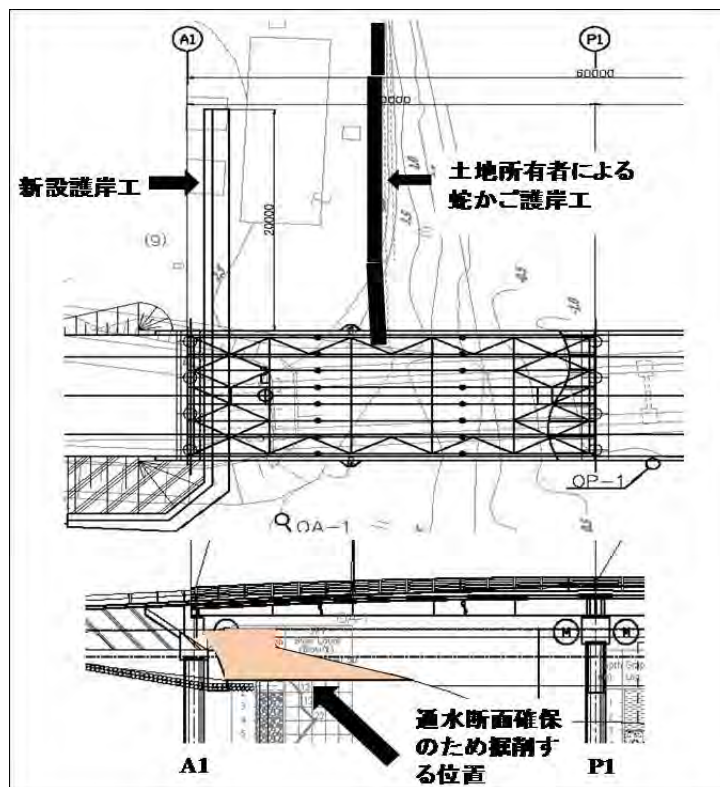 A1
P1
60000
新設護岸工
土地所有者による
蛇かご護岸工
20000
(9)
OP-1
OA-1
M
M
通水断面確保
のため掘削す
る位置
A1
P1